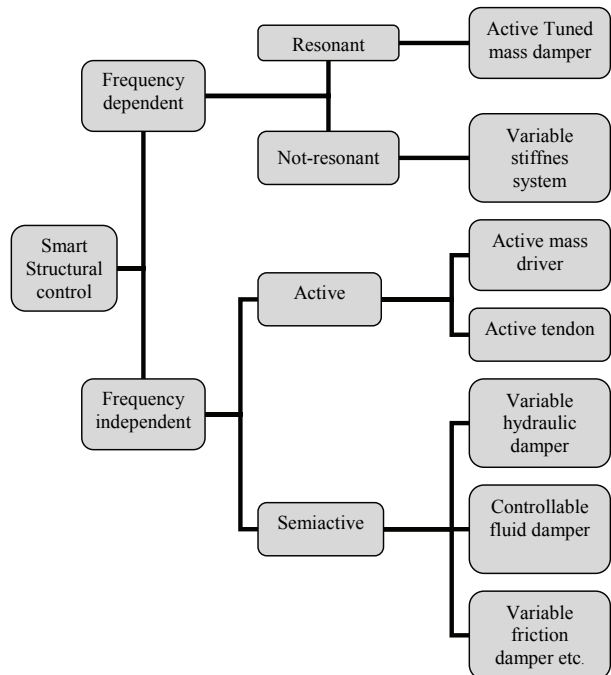 Resonant
Active Tuned
mass damper
Frequency
dependent
Not-resonant
Variable
stiffnes
system
Smart
Structural
control
Active mass
driver
Active
Active tendon
Frequency
independent
Variable
hydraulic
damper
Semiactive
Controllable
fluid damper
Variable
friction
damper etc.